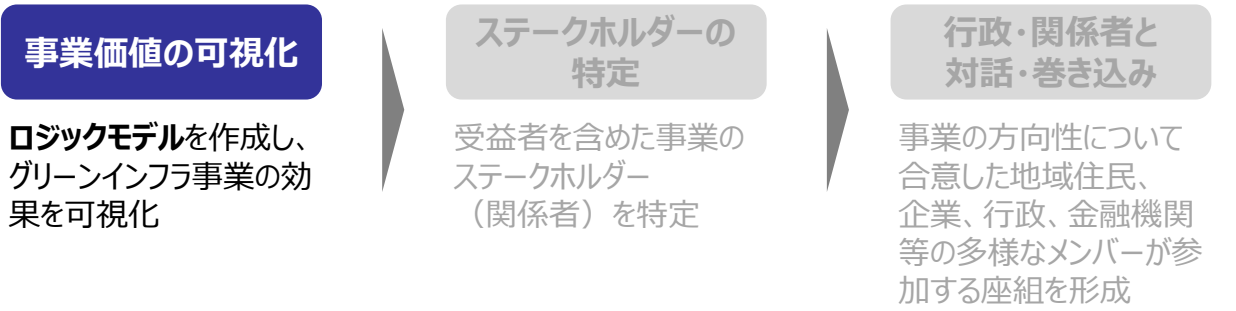 事業価値の可視化
ロジックモデルを作成し、
グリーンインフラ事業の効
果を可視化
ステークホルダーの
特定
受益者を含めた事業の
ステークホルダー
（関係者）を特定
行政・関係者と
対話・巻き込み
事業の方向性について
合意した地域住民、
企業、行政、金融機関
等の多様なメンバーが参
加する座組を形成